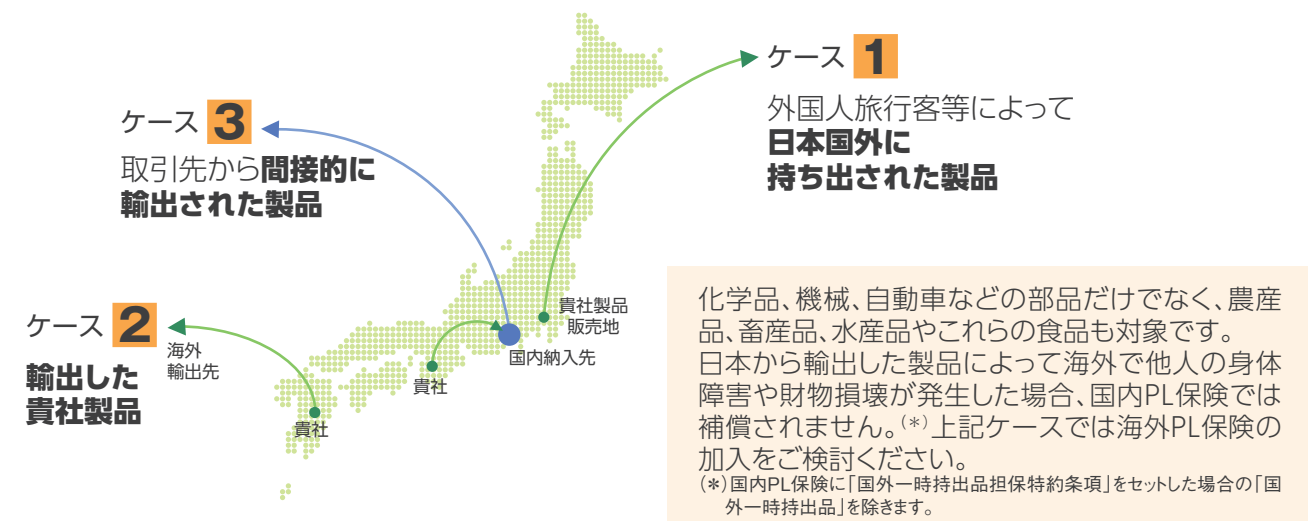 ケース 1
外国人旅行客等によって
日本国外に
持ち出された製品
ケース 3
取引先から間接的に
輸出された製品
ケース 2
海外
輸出先
輸出した
貴社製品
貴社
貴社
国内納入先
貴社製品
販売地
化学品、機械、自動車などの部品だけでなく、農産
品、畜産品、水産品やこれらの食品も対象です。
日本から輸出した製品によって海外で他人の身体
障害や財物損壊が発生した場合、国内PL保険では
補償されません。(*)上記ケースでは海外PL保険の
加入をご検討ください。
(*)国内PL保険に「国外一時持出品担保特約条項」をセットした場合の「国
外一時持出品」を除きます。